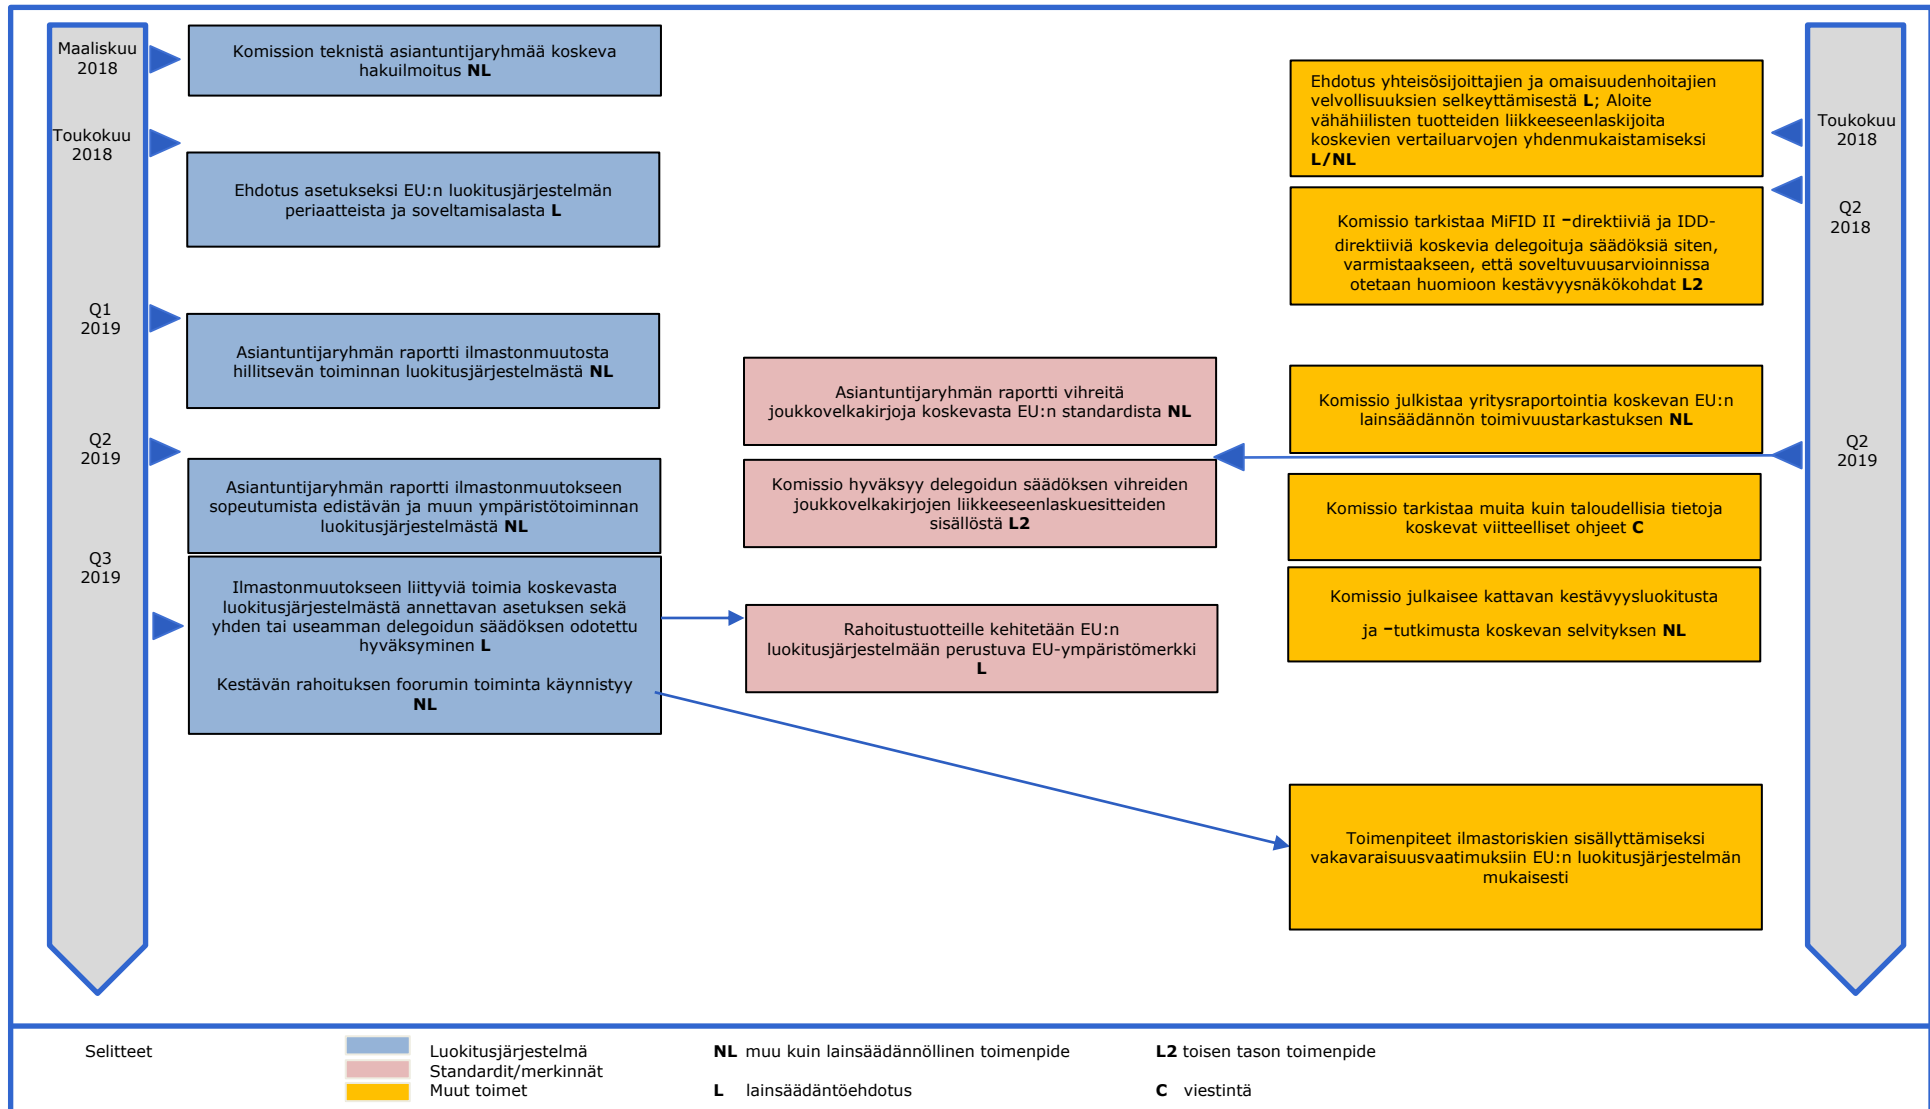 Maaliskuu
2018
Komission teknistä asiantuntijaryhmää koskeva
hakuilmoitus NL
Toukokuu
2018
Ehdotus asetukseksi EU:n luokitusjärjestelmän
periaatteista ja soveltamisalasta L
Q1
2019
Asiantuntijaryhmän raportti ilmastonmuutosta
hillitsevän toiminnan luokitusjärjestelmästä NL
Q2
2019
Asiantuntijaryhmän raportti ilmastonmuutokseen
sopeutumista edistävän ja muun ympäristötoiminnan
luokitusjärjestelmästä NL
Q3
2019
Ilmastonmuutokseen liittyviä toimia koskevasta
luokitusjärjestelmästä annettavan asetuksen sekä
yhden tai useamman delegoidun säädöksen odotettu
hyväksyminen L
Kestävän rahoituksen foorumin toiminta käynnistyy
NL
Asiantuntijaryhmän raportti vihreitä
joukkovelkakirjoja koskevasta EU:n standardista NL
Komissio hyväksyy delegoidun säädöksen vihreiden
joukkovelkakirjojen liikkeeseenlaskuesitteiden
sisällöstä L2
Rahoitustuotteille kehitetään EU:n
luokitusjärjestelmään perustuva EU-ympäristömerkki
L
Ehdotus yhteisösijoittajien ja omaisuudenhoitajien
velvollisuuksien selkeyttämisestä L; Aloite
vähähiilisten tuotteiden liikkeeseenlaskijoita
koskevien vertailuarvojen yhdenmukaistamiseksi
L/NL
Toukokuu
2018
Komissio tarkistaa MiFID II -direktiiviä ja IDD-
direktiiviä koskevia delegoituja säädöksiä siten,
varmistaakseen, että soveltuvuusarvioinnissa
otetaan huomioon kestävyysnäkökohdat L2
Q2
2018
Komissio julkistaa yritysraportointia koskevan EU:n
lainsäädännön toimivuustarkastuksen NL
Q2
2019
Komissio tarkistaa muita kuin taloudellisia tietoja
koskevat viitteelliset ohjeet C
Komissio julkaisee kattavan kestävyysluokitusta
ja -tutkimusta koskevan selvityksen NL
Toimenpiteet ilmastoriskien sisällyttämiseksi
vakavaraisuusvaatimuksiin EU:n luokitusjärjestelmän
mukaisesti
Selitteet
Luokitusjärjestelmä
Standardit/merkinnät
Muut toimet
NL muu kuin lainsäädännöllinen toimenpide
L lainsäädäntöehdotus
L2 toisen tason toimenpide
C viestintä